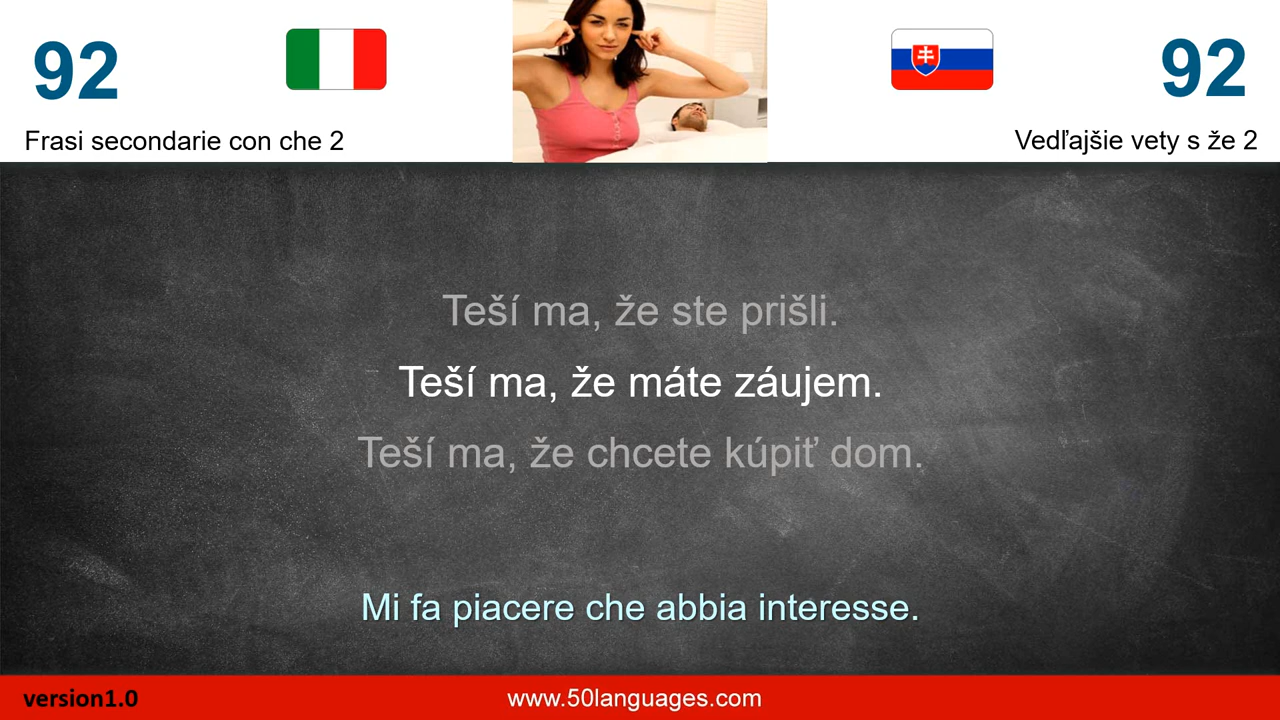 92
92
Frasi secondarie con che 2
Vedľajšie vety s že 2
Teší ma, že ste prišli.
Teší ma, že máte záujem.
Teší ma, že chcete kúpiť dom.
Mi fa piacere che abbia interesse.
version1.0
www.50languages.com